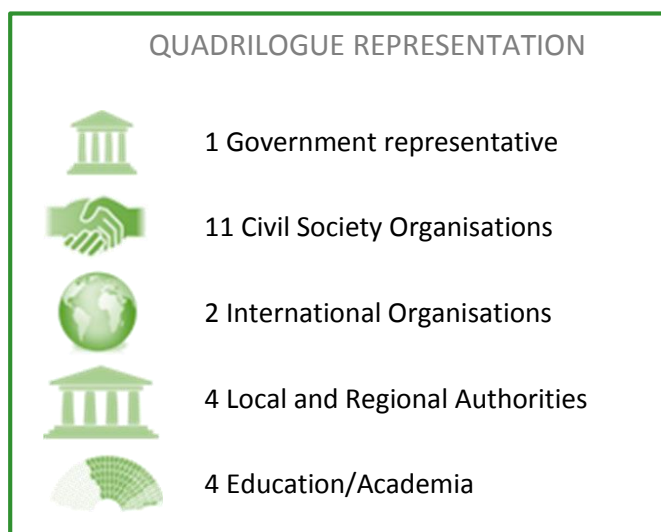 QUADRILOGUE REPRESENTATION
1 Government representative
11 Civil Society Organisations
2 International Organisations
4 Local and Regional Authorities
4 Education/Academia